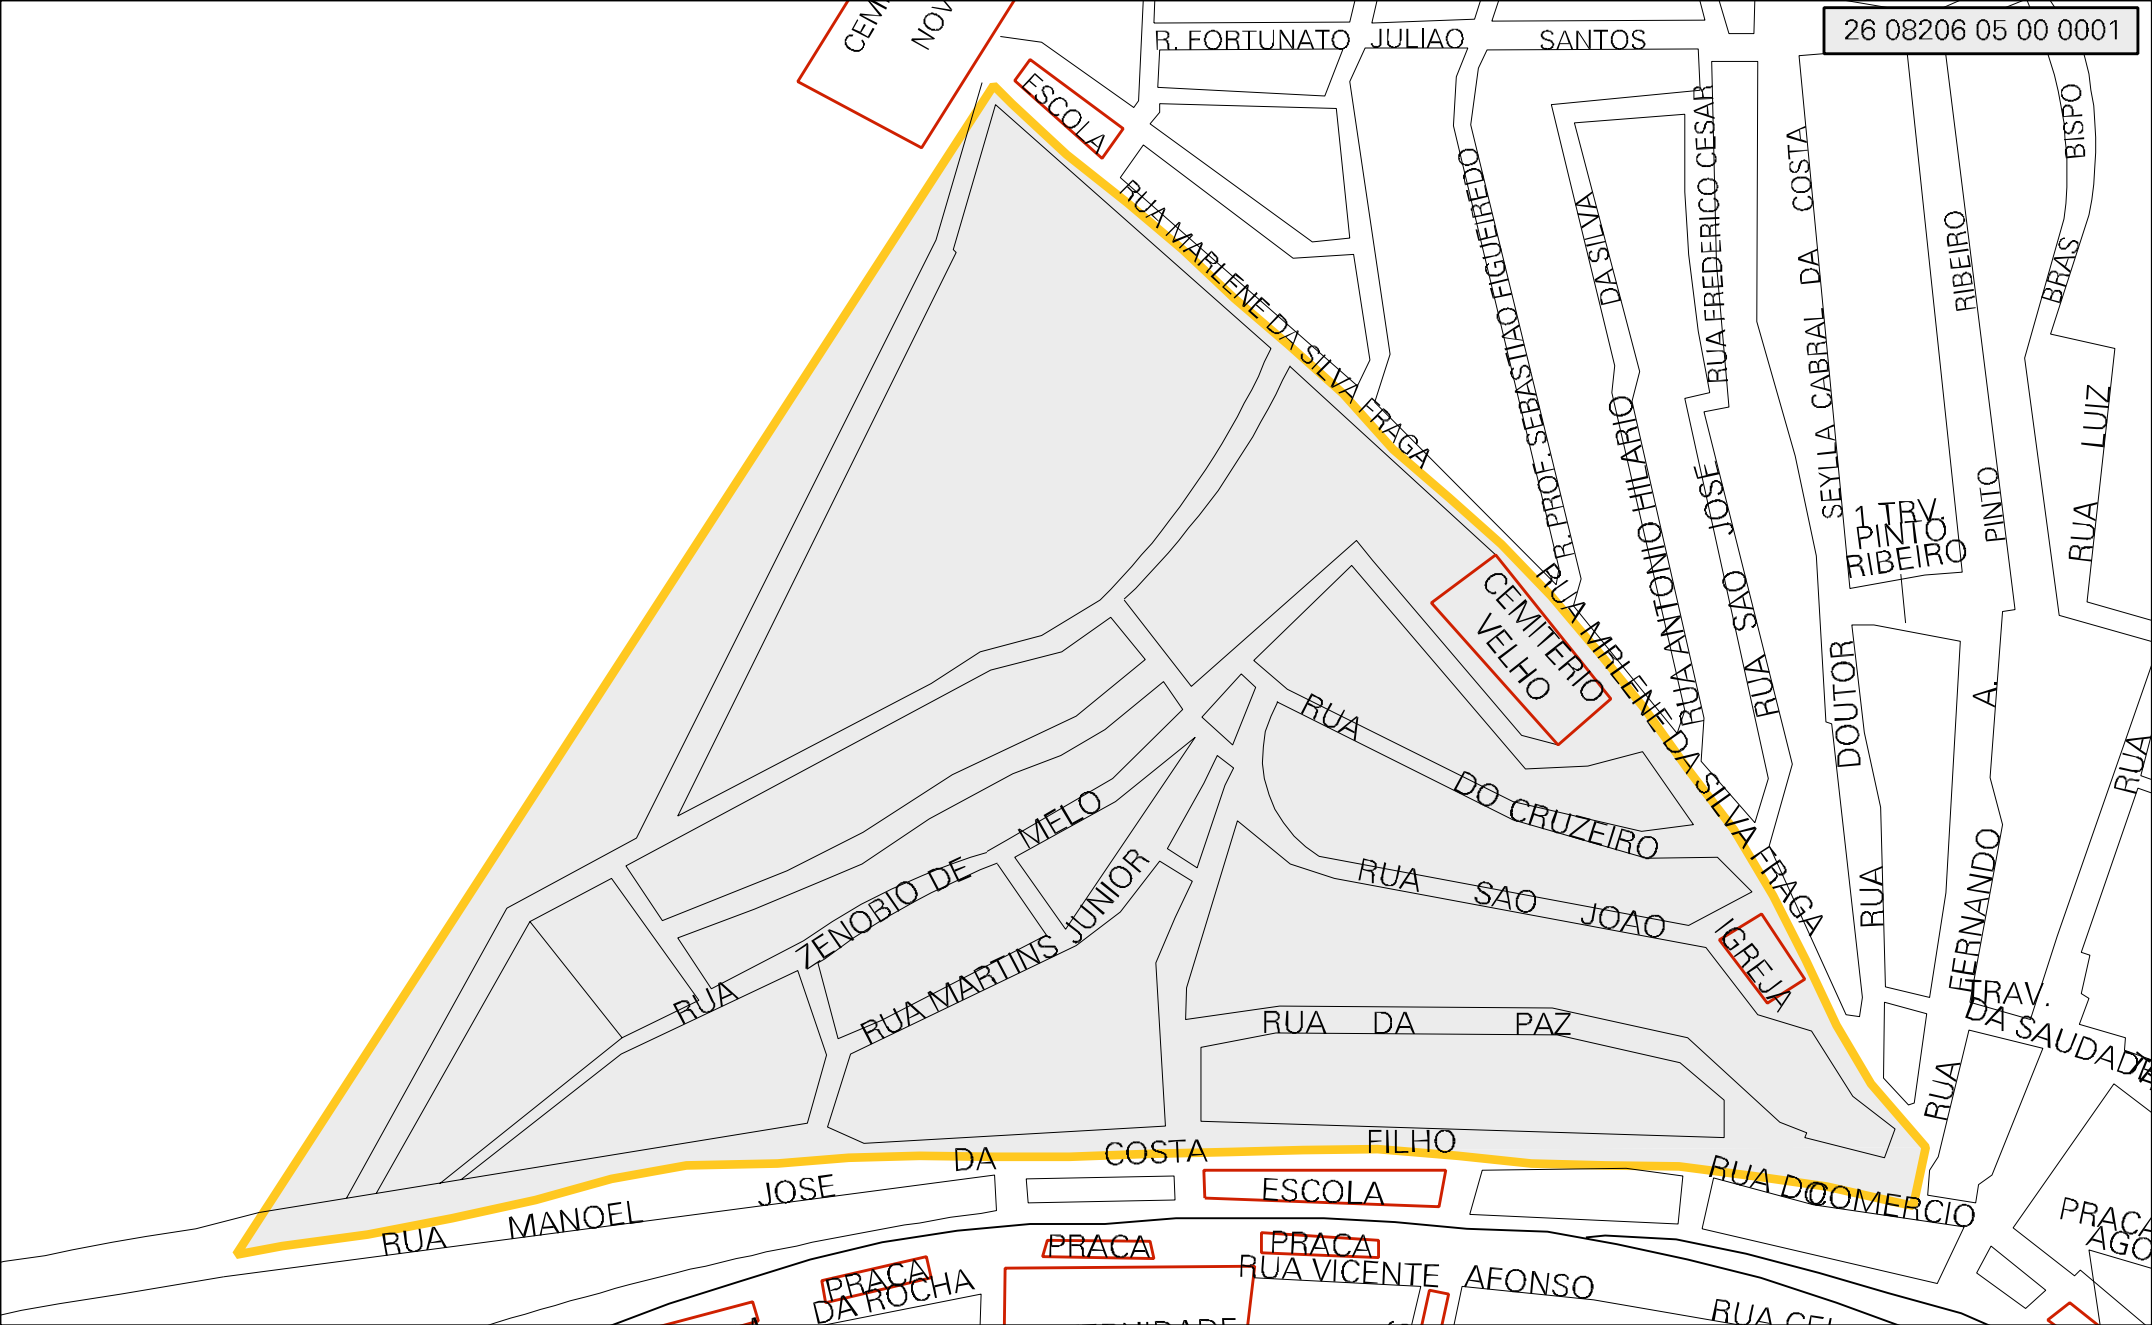 26 08206 05 00 0001
R. FORTUNATO JULIAO SANTOS
ESCOLA
RUA MARLENE DA SILVA FRAGA
R. PROF. SEBASTIAO FIGUEIREDO
RUA ANTONIO HILARIO DA SILVA
RUA FREDERICO CESAR
RUA SAO JOSE
RUA DOUTOR SEYLLA CABRAL DA COSTA
RUA FERNANDO A. PINTO RIBEIRO
RUA LUIZ BRAS BISPO
1 TRV.
PINTO
RIBEIRO
CEMITERIO
VELHO
RUA MRLENE DA SILVA FRAGA
RUA DO CRUZEIRO
RUA SAO JOAO
IGREJA
RUA
RUA ZENOBIO DE MELO
RUA MARTINS JUNIOR
RUA DA PAZ
TRAV.
DA SAUDADE
RUA MANOEL JOSE DA COSTA FILHO
RUA DO COMERCIO
ESCOLA
PRACA
PRACA
PRACA
DA ROCHA
RUA VICENTE AFONSO
PRACA